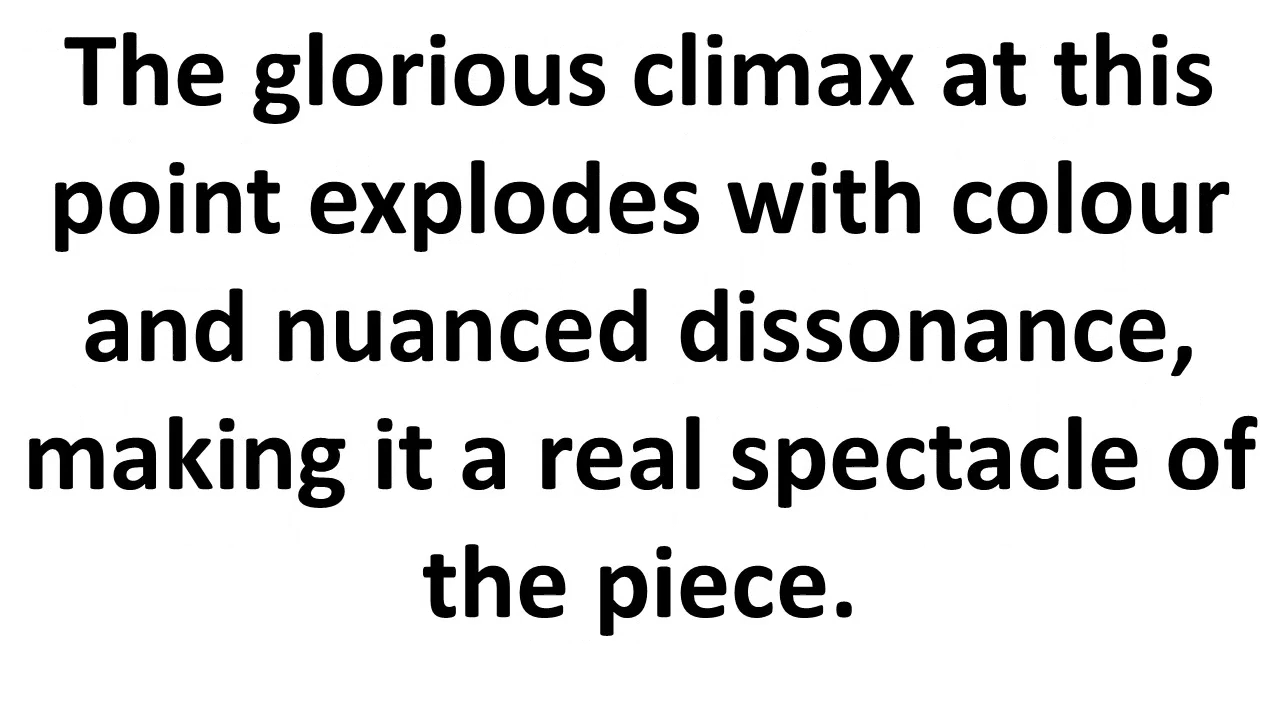 The glorious climax at this
point explodes with colour
and nuanced dissonance,
making it a real spectacle of
the piece.